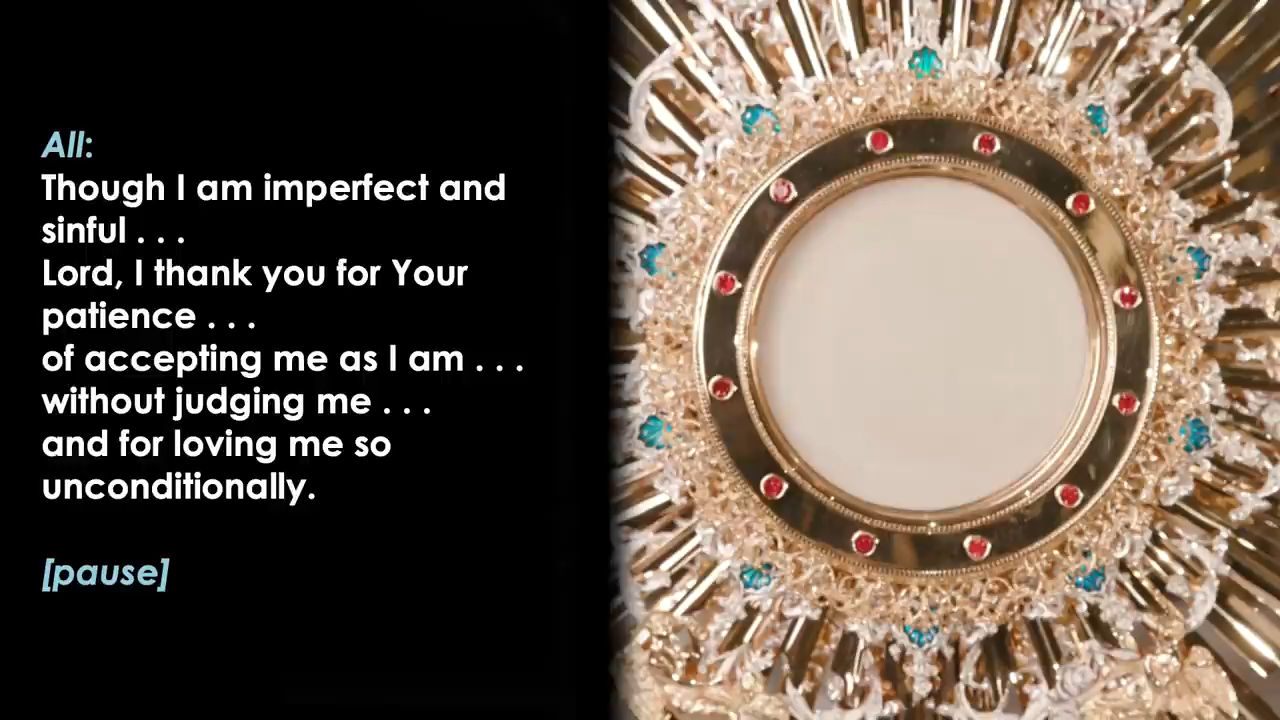 All:
Though I am imperfect and
sinful . . .
Lord, I thank you for Your
patience . . .
of accepting me as I am . . .
without judging me . . .
and for loving me so
unconditionally.
[pause]